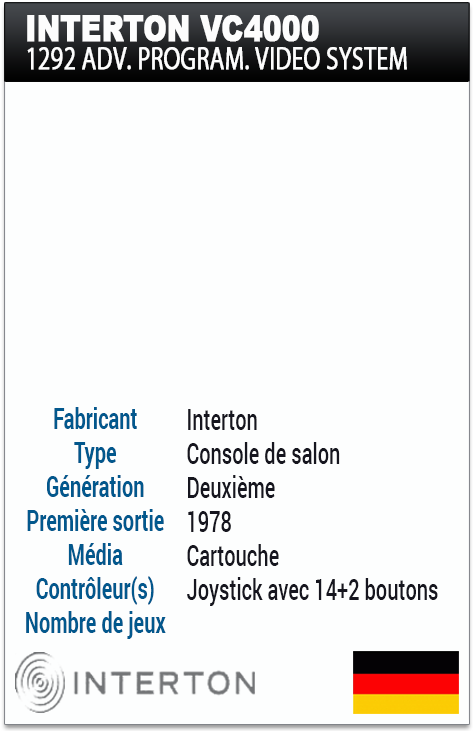 INTERTON VC4000
1292 ADV. PROGRAM. VIDEO SYSTEM
Fabricant Interton
Type Console de salon
Génération Deuxième
Première sortie 1978
Média Cartouche
Contrôleur(s) Joystick avec 14+2 boutons
Nombre de jeux
INTERTON